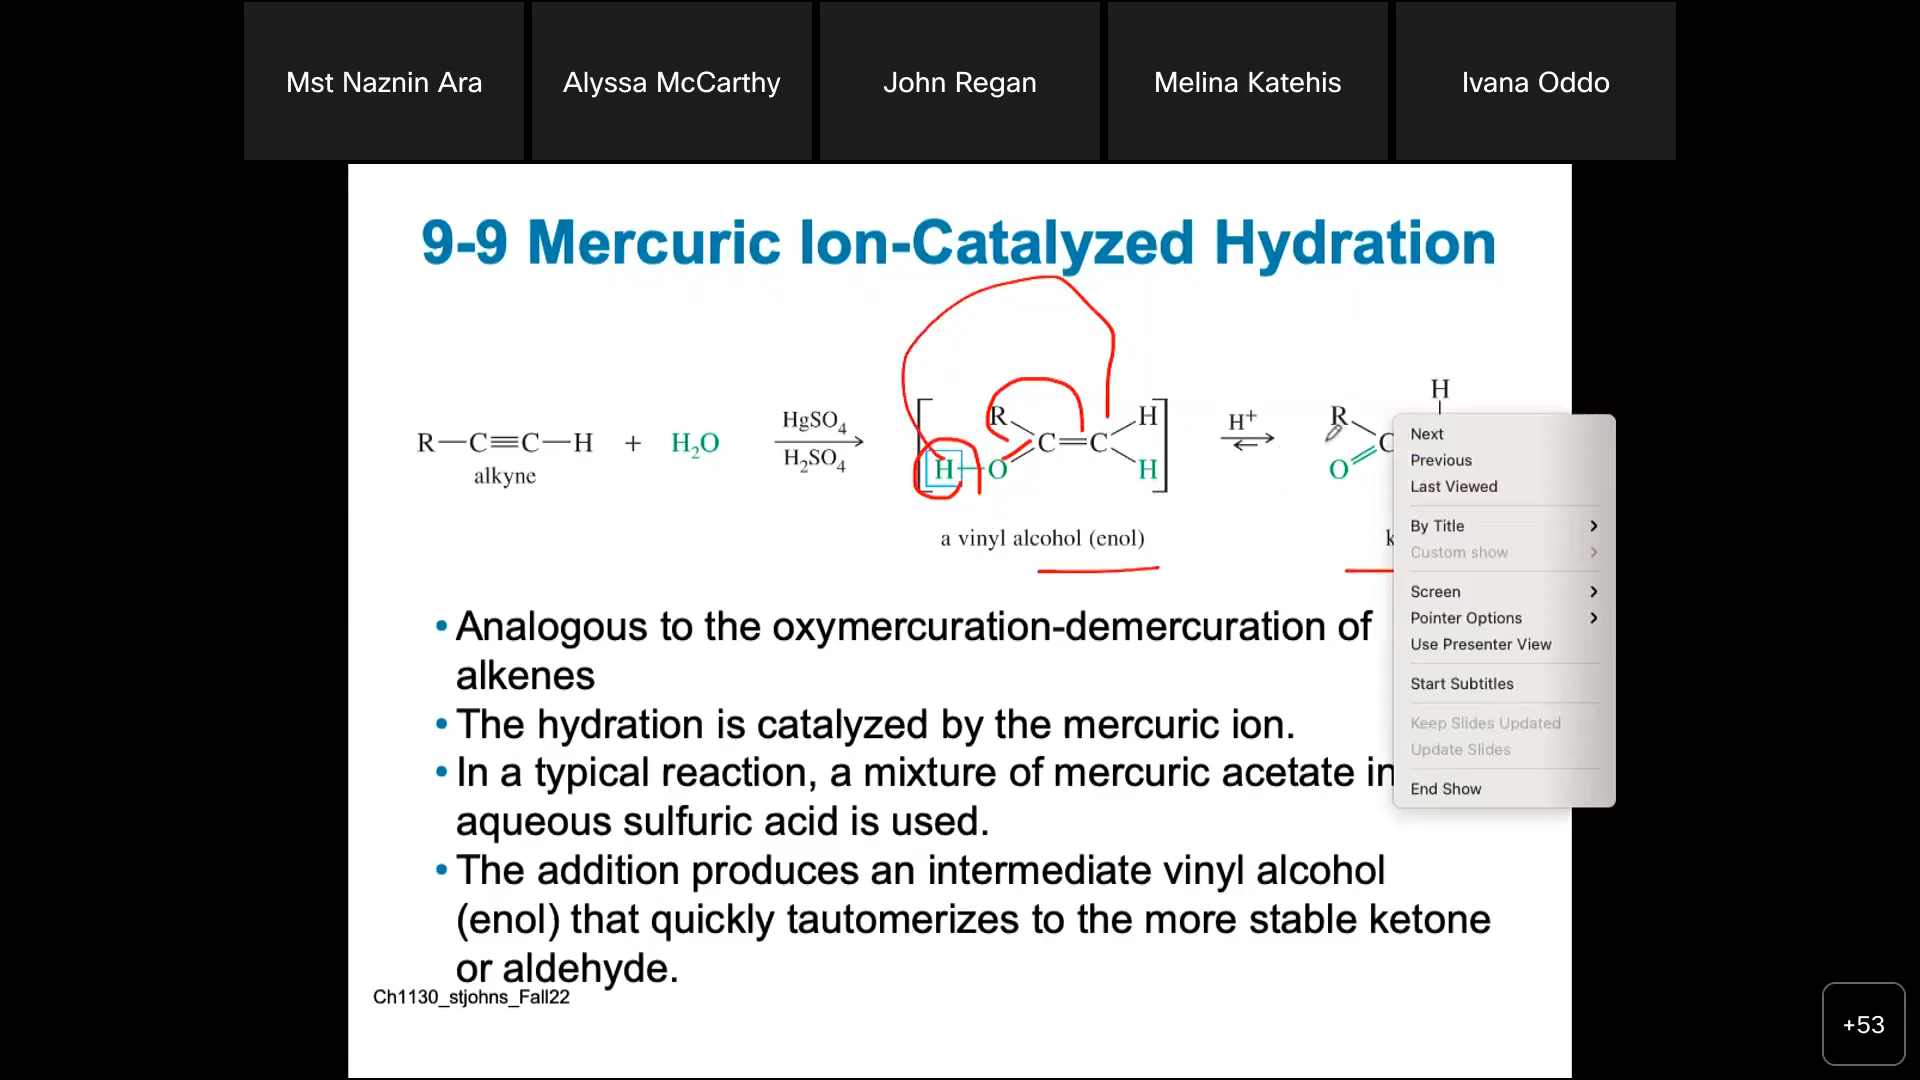 Mst Naznin Ara
Alyssa McCarthy
John Regan
Melina Katehis
Ivana Oddo
9-9 Mercuric Ion-Catalyzed Hydration
R—C≡C—H + H₂O
alkyne
HgSO₄
H₂SO₄
R H
C=C
H—O H
a vinyl alcohol (enol)
H⁺
H
R
C
O
k
• Analogous to the oxymercuration-demercuration of
alkenes
• The hydration is catalyzed by the mercuric ion.
• In a typical reaction, a mixture of mercuric acetate in
aqueous sulfuric acid is used.
• The addition produces an intermediate vinyl alcohol
(enol) that quickly tautomerizes to the more stable ketone
or aldehyde.
Ch1130_stjohns_Fall22
Next
Previous
Last Viewed
By Title
Custom show
Screen
Pointer Options
Use Presenter View
Start Subtitles
Keep Slides Updated
Update Slides
End Show
+53